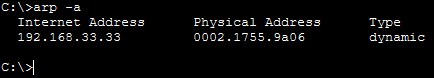 C:\>arp -a
Internet Address Physical Address Type
192.168.33.33 0002.1755.9a06 dynamic
C:\>